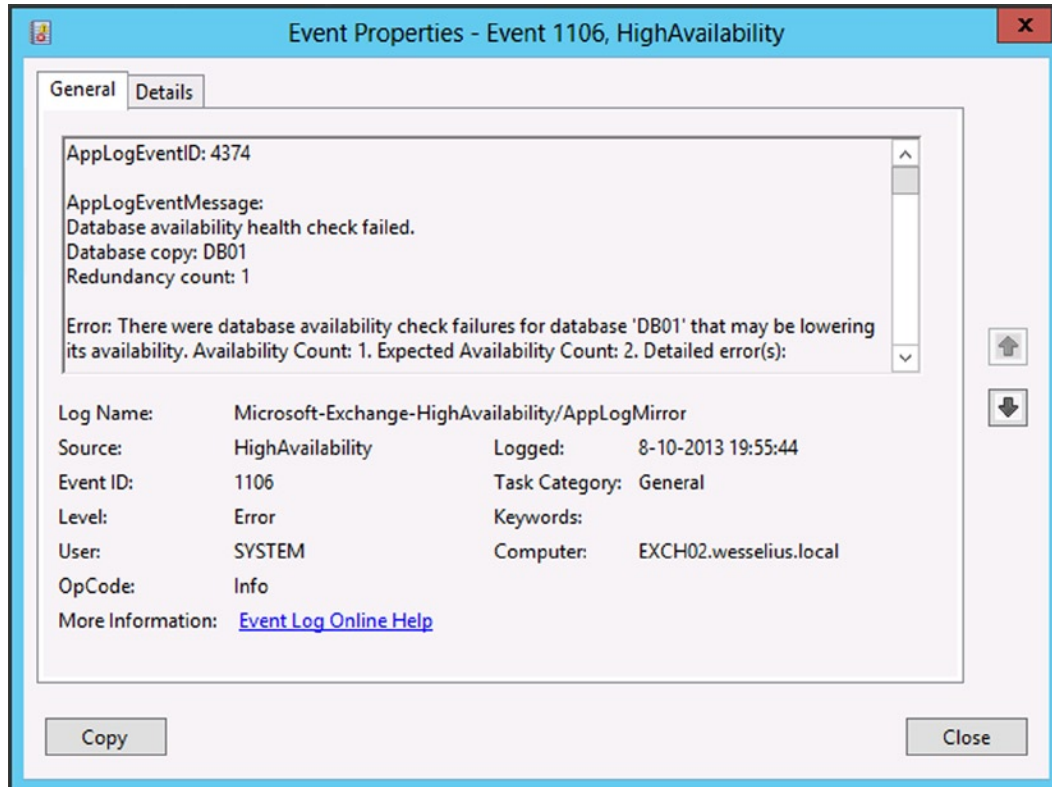 Event Properties - Event 1106, HighAvailability
x
General Details
AppLogEventID: 4374
AppLogEventMessage:
Database availability health check failed.
Database copy: DB01
Redundancy count: 1
Error: There were database availability check failures for database 'DB01' that may be lowering
its availability. Availability Count: 1. Expected Availability Count: 2. Detailed error(s):
Log Name: Microsoft-Exchange-HighAvailability/AppLogMirror
Source: HighAvailability Logged: 8-10-2013 19:55:44
Event ID: 1106 Task Category: General
Level: Error Keywords:
User: SYSTEM Computer: EXCH02.wesselius.local
OpCode: Info
More Information: Event Log Online Help
Copy Close